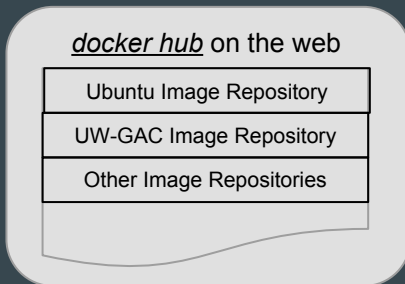 docker hub on the web
Ubuntu Image Repository
UW-GAC Image Repository
Other Image Repositories